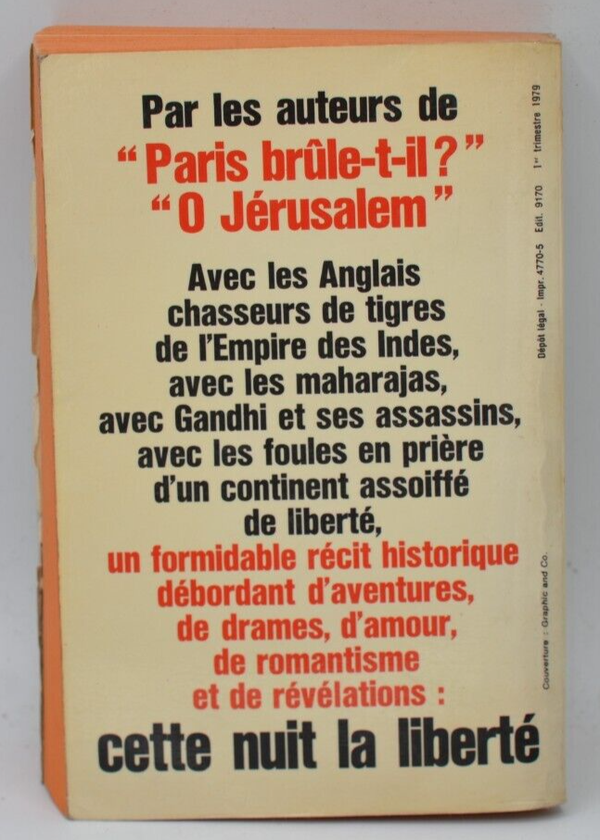 Par les auteurs de
“Paris brûle-t-il?”
“O Jérusalem”
Avec les Anglais
chasseurs de tigres
de l'Empire des Indes,
avec les maharajas,
avec Gandhi et ses assassins,
avec les foules en prière
d'un continent assoiffé
de liberté,
un formidable récit historique
débordant d'aventures,
de drames, d'amour,
de romantisme
et de révélations :
cette nuit la liberté
Dépôt légal - Impr. 4770-5 Edit. 9170 1er trimestre 1979
Couverture : Graphic and Co.